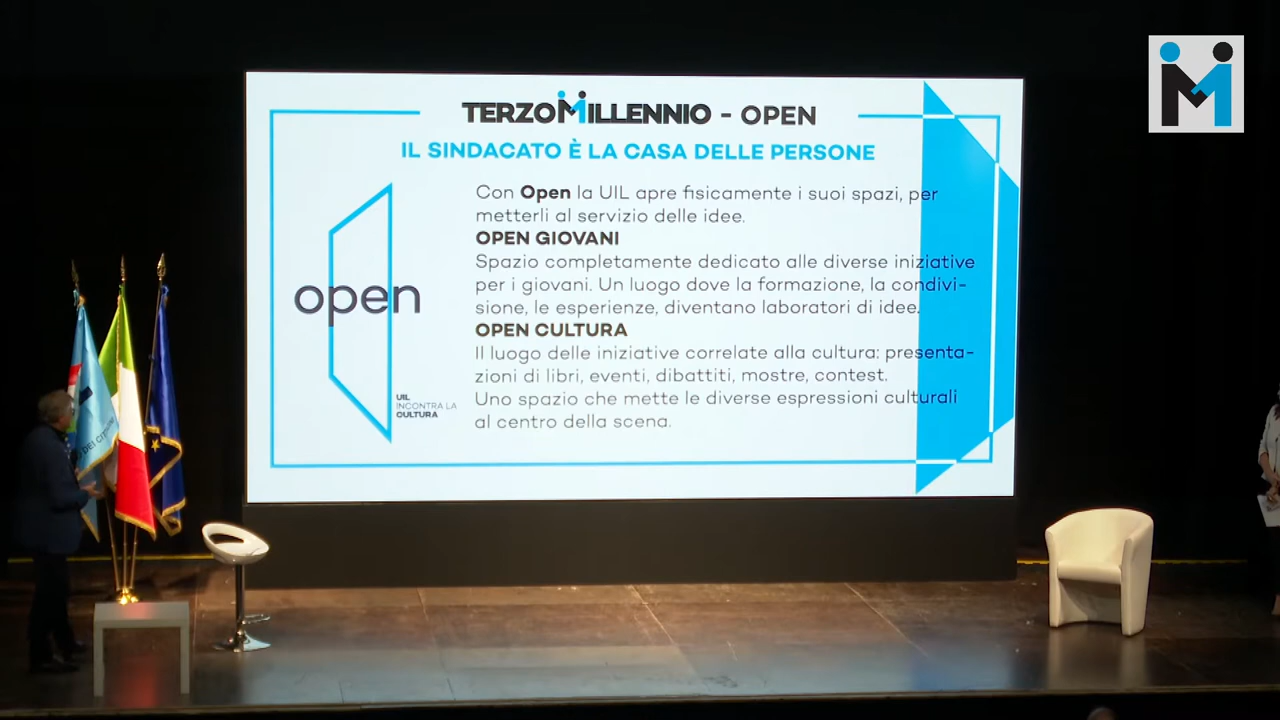 TERZOMILLENNIO - OPEN
IL SINDACATO È LA CASA DELLE PERSONE
Con Open la UIL apre fisicamente i suoi spazi, per
metterli al servizio delle idee.
OPEN GIOVANI
Spazio completamente dedicato alle diverse iniziative
per i giovani. Un luogo dove la formazione, la condivi-
sione, le esperienze, diventano laboratori di idee.
OPEN CULTURA
Il luogo delle iniziative correlate alla cultura: presenta-
zioni di libri, eventi, dibattiti, mostre, contest.
Uno spazio che mette le diverse espressioni culturali
al centro della scena.
open
UIL
INCONTRA LA
CULTURA